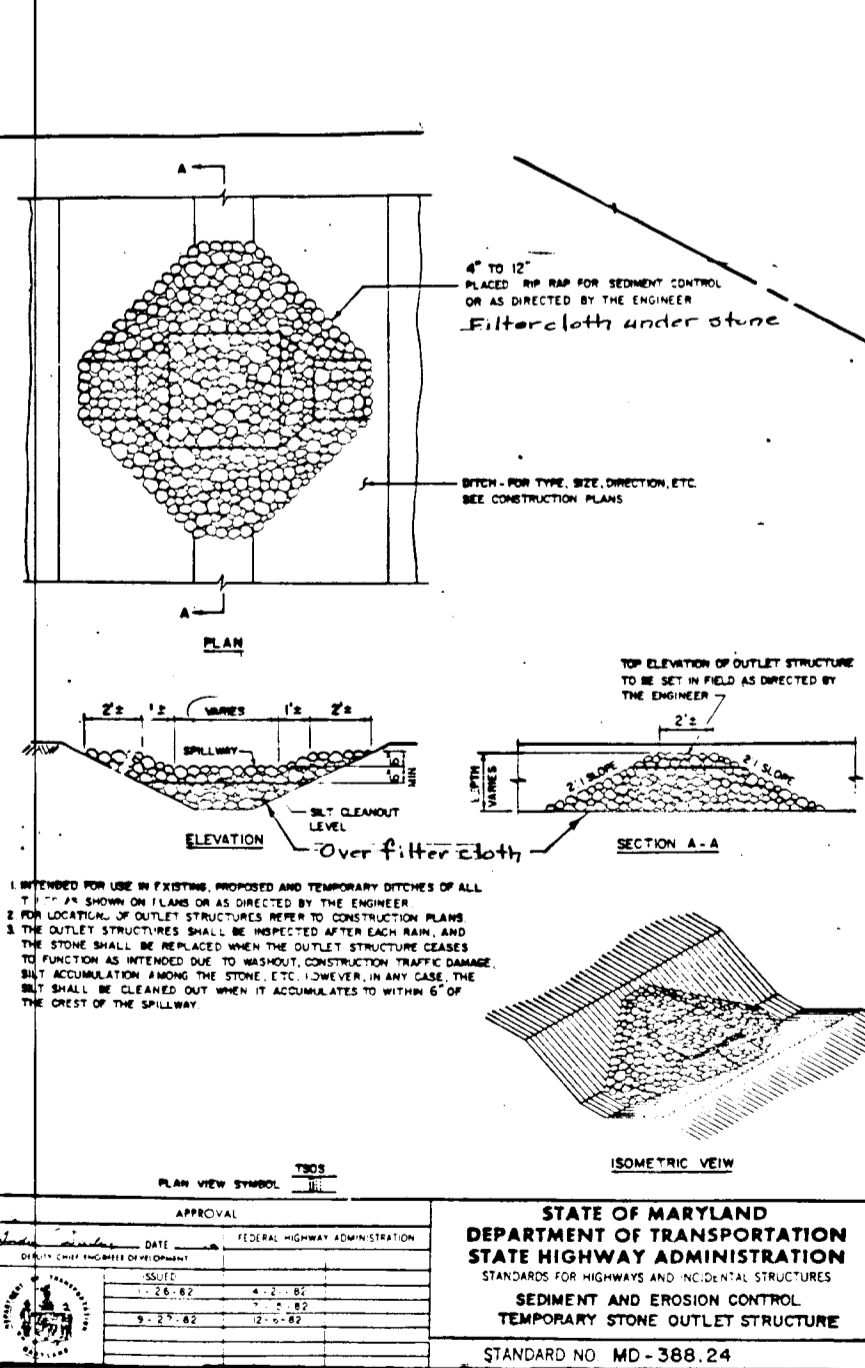 A
4" TO 12"
PLACED RIP RAP FOR SEDIMENT CONTROL
OR AS DIRECTED BY THE ENGINEER
Filtercloth under stone
DITCH - FOR TYPE, SIZE, DIRECTION, ETC.
SEE CONSTRUCTION PLANS
A
PLAN
TOP ELEVATION OF OUTLET STRUCTURE
TO BE SET IN FIELD AS DIRECTED BY
THE ENGINEER
2'±
1'±
VARIES
1'±
2'±
SPILLWAY
6"
6"
MIN
SILT CLEANOUT
LEVEL
ELEVATION
Over filter cloth
2'±
DEPTH
VARIES
2:1 SLOPE
2:1 SLOPE
SECTION A-A
1. INTENDED FOR USE IN EXISTING, PROPOSED AND TEMPORARY DITCHES OF ALL
AS SHOWN ON PLANS OR AS DIRECTED BY THE ENGINEER.
2. FOR LOCATION OF OUTLET STRUCTURES REFER TO CONSTRUCTION PLANS.
3. THE OUTLET STRUCTURES SHALL BE INSPECTED AFTER EACH RAIN, AND
THE STONE SHALL BE REPLACED WHEN THE OUTLET STRUCTURE CEASES
TO FUNCTION AS INTENDED DUE TO WASHOUT, CONSTRUCTION TRAFFIC DAMAGE,
SILT ACCUMULATION AMONG THE STONE, ETC. HOWEVER, IN ANY CASE, THE
SILT SHALL BE CLEANED OUT WHEN IT ACCUMULATES TO WITHIN 6" OF
THE CREST OF THE SPILLWAY.
ISOMETRIC VEIW
PLAN VIEW SYMBOL
TSOS
APPROVAL
DATE
FEDERAL HIGHWAY ADMINISTRATION
DEPUTY CHIEF ENGINEER DEVELOPMENT
DEPARTMENT OF TRANSPORTATION
MARYLAND
ISSUED
1-26-82
9-27-82
12-6-82
STATE OF MARYLAND
DEPARTMENT OF TRANSPORTATION
STATE HIGHWAY ADMINISTRATION
STANDARDS FOR HIGHWAYS AND INCIDENTAL STRUCTURES
SEDIMENT AND EROSION CONTROL
TEMPORARY STONE OUTLET STRUCTURE
STANDARD NO. MD-388.24